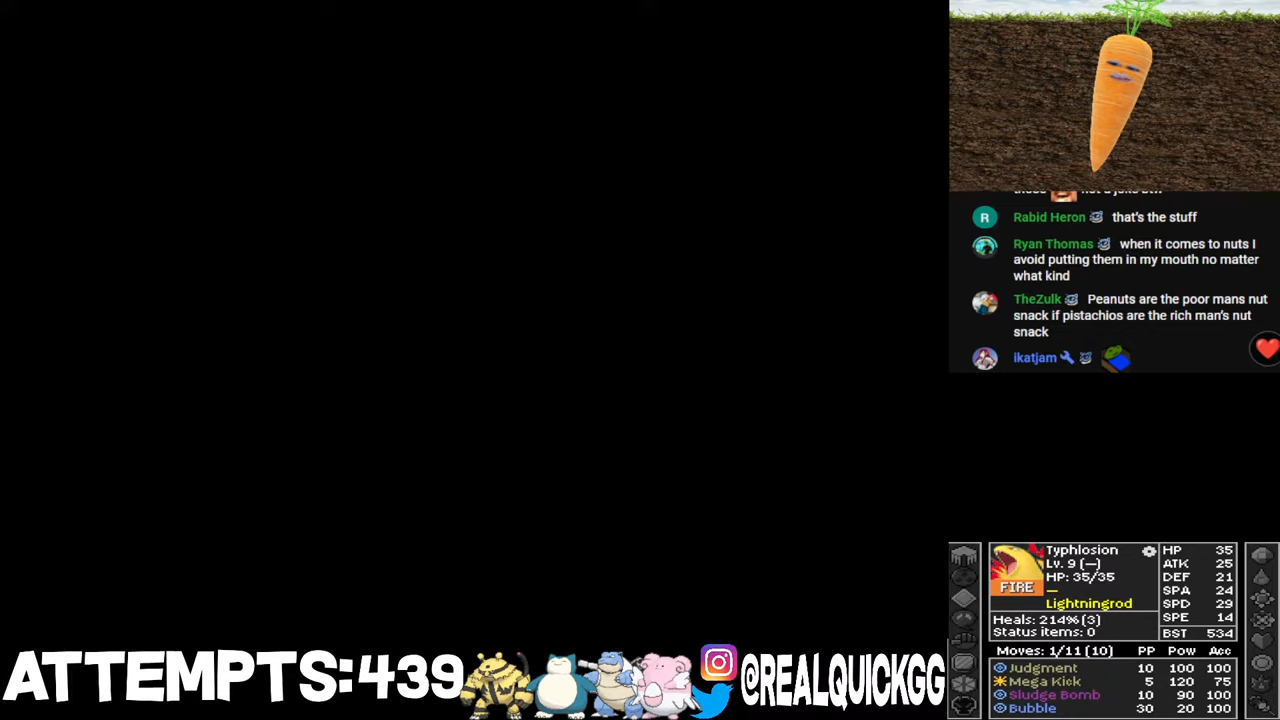 Rabid Heron that's the stuff
Ryan Thomas when it comes to nuts I
avoid putting them in my mouth no matter
what kind
TheZulk Peanuts are the poor mans nut
snack if pistachios are the rich man's nut
snack
ikatjam
Typhlosion
Lv. 9 (—)
HP: 35/35
—
Lightningrod
FIRE
HP 35
ATK 25
DEF 21
SPA 24
SPD 29
SPE 14
BST 534
Heals: 214% (3)
Status items: 0
Moves: 1/11 (10) PP Pow Acc
Judgment 10 100 100
Mega Kick 5 120 75
Sludge Bomb 10 90 100
Bubble 30 20 100
ATTEMPTS:439
@REALQUICKGG